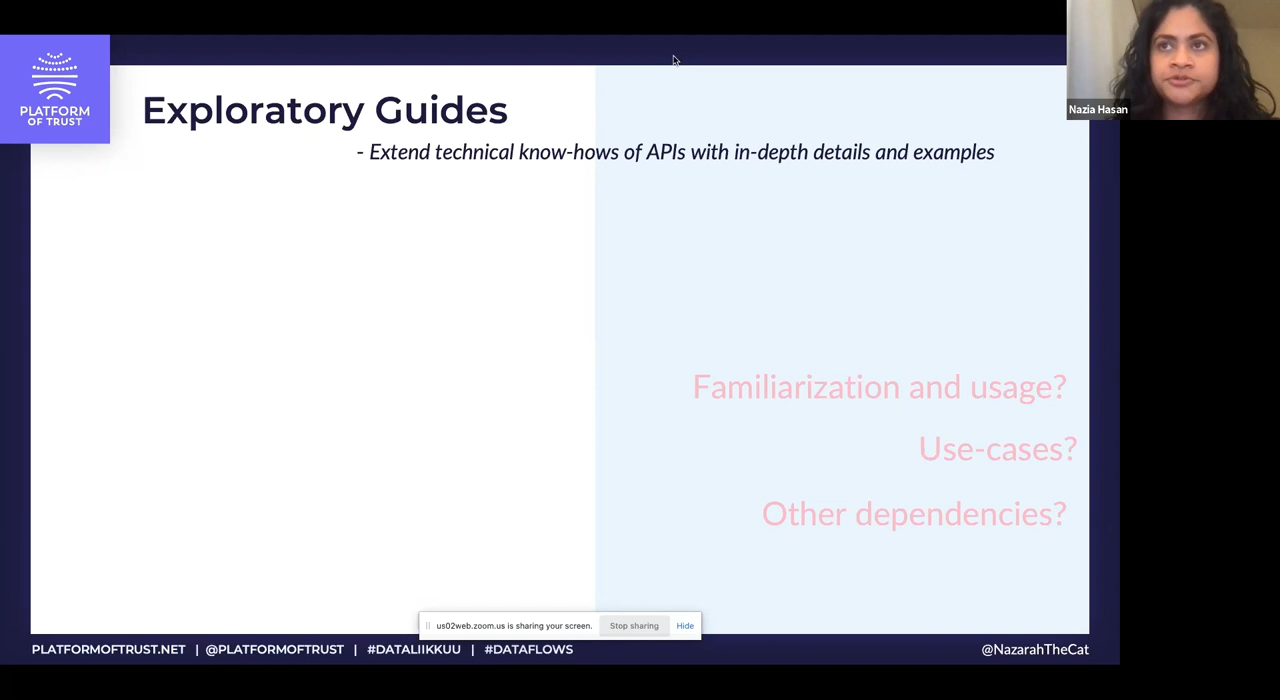 PLATFORM
OF TRUST
Exploratory Guides
- Extend technical know-hows of APIs with in-depth details and examples
Nazia Hasan
Familiarization and usage?
Use-cases?
Other dependencies?
us02web.zoom.us is sharing your screen. Stop sharing Hide
PLATFORMOFTRUST.NET | @PLATFORMOFTRUST | #DATALIIKKUU | #DATAFLOWS
@NazarahTheCat